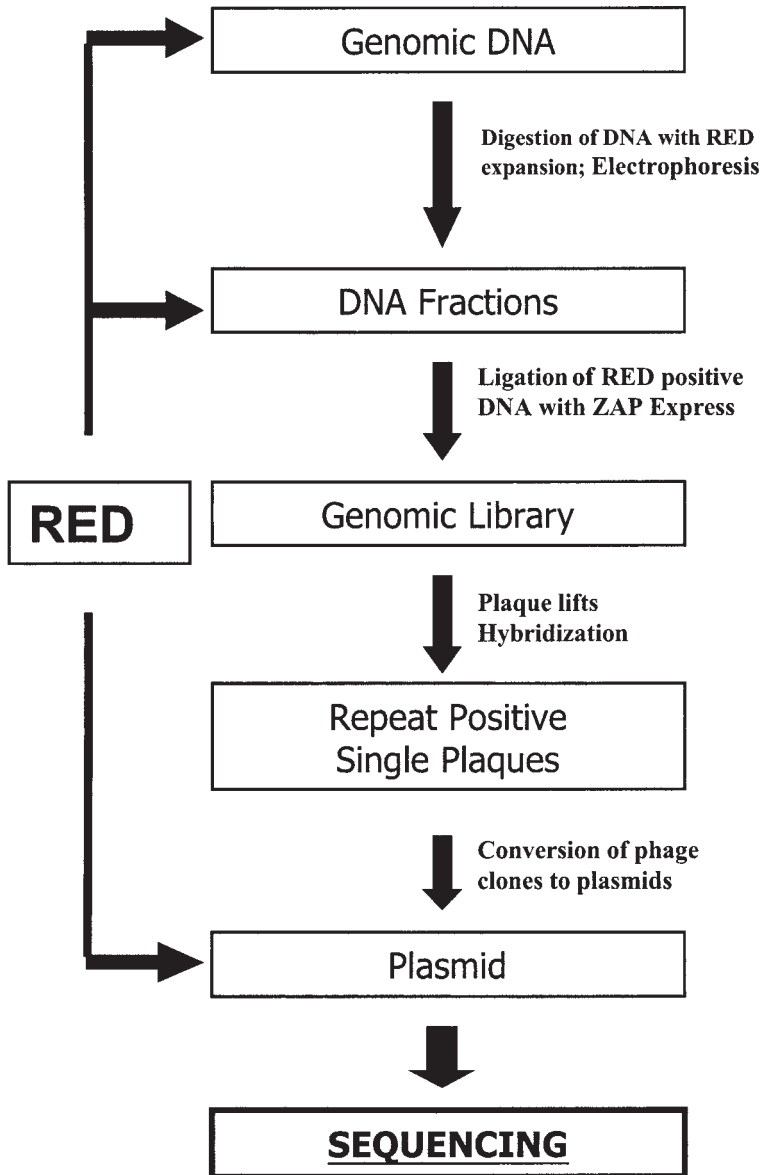 Genomic DNA
Digestion of DNA with RED
expansion; Electrophoresis
DNA Fractions
Ligation of RED positive
DNA with ZAP Express
RED
Genomic Library
Plaque lifts
Hybridization
Repeat Positive
Single Plaques
Conversion of phage
clones to plasmids
Plasmid
SEQUENCING